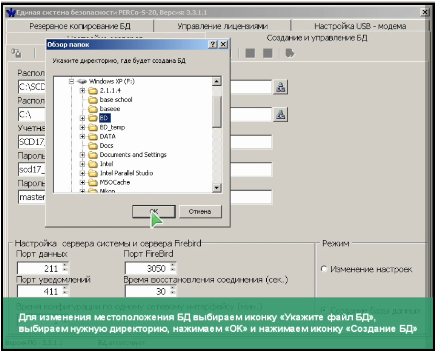 Единая система безопасности PERCo-S-20, Версия 3.3.1.1
Резервное копирование БД
Управление лицензиями
Настройка USB - модема
Создание и управление БД
Обзор папок
Укажите директорию, где будет создана БД
Windows XP (F:)
2.1.1.4
base school
baseee
BD
BD_temp
DATA
Docs
Documents and Settings
Intel
Intel Parallel Studio
MSOCache
Nikon
OK
Отмена
Распол
C:\SCD
Распол
C:\
Учетна
SCD17_
Пароль
scd17_
Пароль
master
Настройка сервера системы и сервера Firebird
Порт данных
Порт FireBird
211
3050
Порт уведомлений
Время восстановления соединения (сек.)
411
30
Режим
Изменение настроек
Для изменения местоположения БД выбираем иконку «Укажите файл БД»,
выбираем нужную директорию, нажимаем «ОК» и нажимаем иконку «Создание БД»